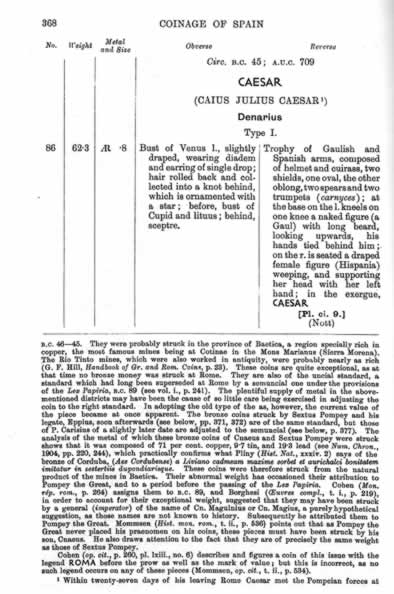 368 COINAGE OF SPAIN
No. Weight Metal and Size Obverse Reverse
Circ. B.C. 45; A.U.C. 709
CAESAR
(CAIUS JULIUS CAESAR¹)
Denarius
Type I.
86 62·3 AR ·8 Bust of Venus l., slightly
draped, wearing diadem
and earring of single drop;
hair rolled back and col-
lected into a knot behind,
which is ornamented with
a star; before, bust of
Cupid and lituus; behind,
sceptre.
Trophy of Gaulish and
Spanish arms, composed
of helmet and cuirass, two
shields, one oval, the other
oblong, two spears and two
trumpets (carnyces); at
the base on the l. kneels on
one knee a naked figure (a
Gaul) with long beard,
looking upwards, his
hands tied behind him;
on the r. is seated a draped
female figure (Hispania)
weeping, and supporting
her head with her left
hand; in the exergue,
CAESAR
[Pl. ci. 9.]
(Nott)
B.C. 46—45. They were probably struck in the province of Baetica, a region specially rich in
copper, the most famous mines being at Cotinae in the Mons Marianus (Sierra Morena).
The Rio Tinto mines, which were also worked in antiquity, were probably nearly as rich
(G. F. Hill, Handbook of Gr. and Rom. Coins, p. 23). These coins are quite exceptional, as at
that time no bronze money was struck at Rome. They are also of the uncial standard, a
standard which had long been superseded at Rome by a semuncial one under the provisions
of the Lex Papiria, B.C. 89 (see vol. i., p. 241). The plentiful supply of metal in the above-
mentioned districts may have been the cause of so little care being exercised in adjusting the
coin to the right standard. In adopting the old type of the as, however, the current value of
the piece became at once apparent. The bronze coins struck by Sextus Pompey and his
legate, Eppius, soon afterwards (see below, pp. 371, 372) are of the same standard, but those
of P. Carisius of a slightly later date are adjusted to the semuncial (see below, p. 377). The
analysis of the metal of which these bronze coins of Cnaeus and Sextus Pompey were struck
shows that it was composed of 71 per cent. copper, 9·7 tin, and 19·3 lead (see Num. Chron.,
1904, pp. 220, 244), which practically confirms what Pliny (Hist. Nat., xxxiv. 2) says of the
bronze of Corduba, (Aes Cordubense) a Liviano cadmeam maxime sorbet et aurichalci bonitatem
imitatur in sestertiis dupondiarisque. These coins were therefore struck from the natural
product of the mines in Baetica. Their abnormal weight has occasioned their attribution to
Pompey the Great, and to a period before the passing of the Lex Papiria. Cohen (Mon.
rép. rom., p. 264) assigns them to B.C. 89, and Borghesi (Œuvres compl., t. i., p. 219),
in order to account for their exceptional weight, suggested that they may have been struck
by a general (imperator) of the name of Cn. Magulnius or Cn. Magius, a purely hypothetical
suggestion, as those names are not known to history. Subsequently he attributed them to
Pompey the Great. Mommsen (Hist. mon. rom., t. ii., p. 536) points out that as Pompey the
Great never placed his praenomen on his coins, these pieces must have been struck by his
son, Cnaeus. He also draws attention to the fact that they are of precisely the same weight
as those of Sextus Pompey.
Cohen (op. cit., p. 260, pl. lxiii., no. 6) describes and figures a coin of this issue with the
legend ROMA before the prow as well as the mark of value; but this is incorrect, as no
such legend occurs on any of these pieces (Mommsen, op. cit., t. ii., p. 534).
¹ Within twenty-seven days of his leaving Rome Caesar met the Pompeian forces at